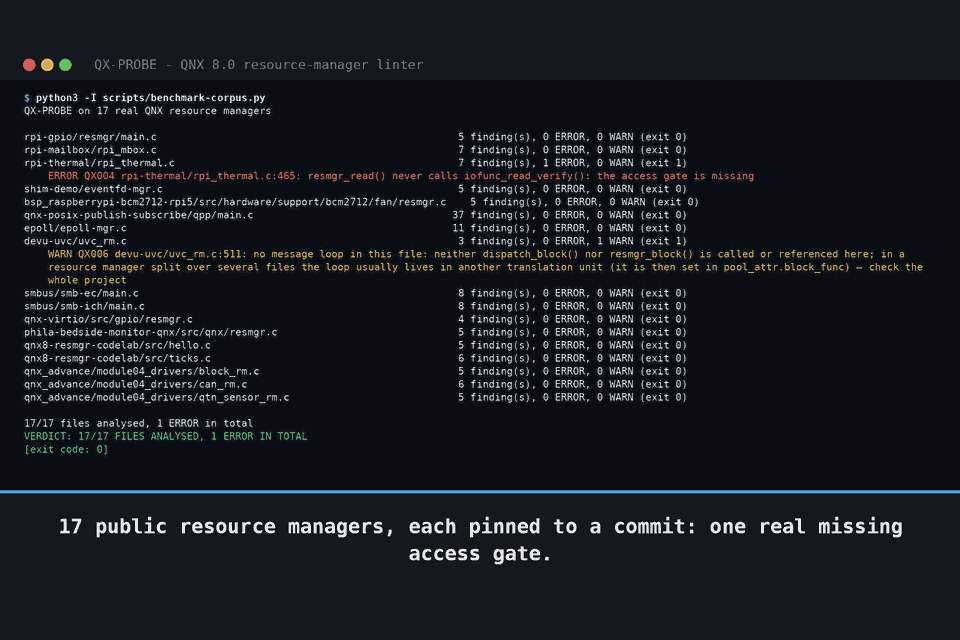 QX-PROBE - QNX 8.0 resource-manager linter
$ python3 -I scripts/benchmark-corpus.py
QX-PROBE on 17 real QNX resource managers
rpi-gpio/resmgr/main.c 5 finding(s), 0 ERROR, 0 WARN (exit 0)
rpi-mailbox/rpi_mbox.c 7 finding(s), 0 ERROR, 0 WARN (exit 0)
rpi-thermal/rpi_thermal.c 7 finding(s), 1 ERROR, 0 WARN (exit 1)
ERROR QX004 rpi-thermal/rpi_thermal.c:465: resmgr_read() never calls iofunc_read_verify(): the access gate is missing
shim-demo/eventfd-mgr.c 5 finding(s), 0 ERROR, 0 WARN (exit 0)
bsp_raspberrypi-bcm2712-rpi5/src/hardware/support/bcm2712/fan/resmgr.c 5 finding(s), 0 ERROR, 0 WARN (exit 0)
qnx-posix-publish-subscribe/qpp/main.c 37 finding(s), 0 ERROR, 0 WARN (exit 0)
epoll/epoll-mgr.c 11 finding(s), 0 ERROR, 0 WARN (exit 0)
devu-uvc/uvc_rm.c 3 finding(s), 0 ERROR, 1 WARN (exit 1)
WARN QX006 devu-uvc/uvc_rm.c:511: no message loop in this file: neither dispatch_block() nor resmgr_block() is called or referenced here; in a
resource manager split over several files the loop usually lives in another translation unit (it is then set in pool_attr.block_func) — check the
whole project
smbus/smb-ec/main.c 8 finding(s), 0 ERROR, 0 WARN (exit 0)
smbus/smb-ich/main.c 8 finding(s), 0 ERROR, 0 WARN (exit 0)
qnx-virtio/src/gpio/resmgr.c 4 finding(s), 0 ERROR, 0 WARN (exit 0)
phila-bedside-monitor-qnx/src/qnx/resmgr.c 5 finding(s), 0 ERROR, 0 WARN (exit 0)
qnx8-resmgr-codelab/src/hello.c 5 finding(s), 0 ERROR, 0 WARN (exit 0)
qnx8-resmgr-codelab/src/ticks.c 6 finding(s), 0 ERROR, 0 WARN (exit 0)
qnx_advance/module04_drivers/block_rm.c 5 finding(s), 0 ERROR, 0 WARN (exit 0)
qnx_advance/module04_drivers/can_rm.c 6 finding(s), 0 ERROR, 0 WARN (exit 0)
qnx_advance/module04_drivers/qtn_sensor_rm.c 5 finding(s), 0 ERROR, 0 WARN (exit 0)
17/17 files analysed, 1 ERROR in total
VERDICT: 17/17 FILES ANALYSED, 1 ERROR IN TOTAL
[exit code: 0]
17 public resource managers, each pinned to a commit: one real missing
access gate.